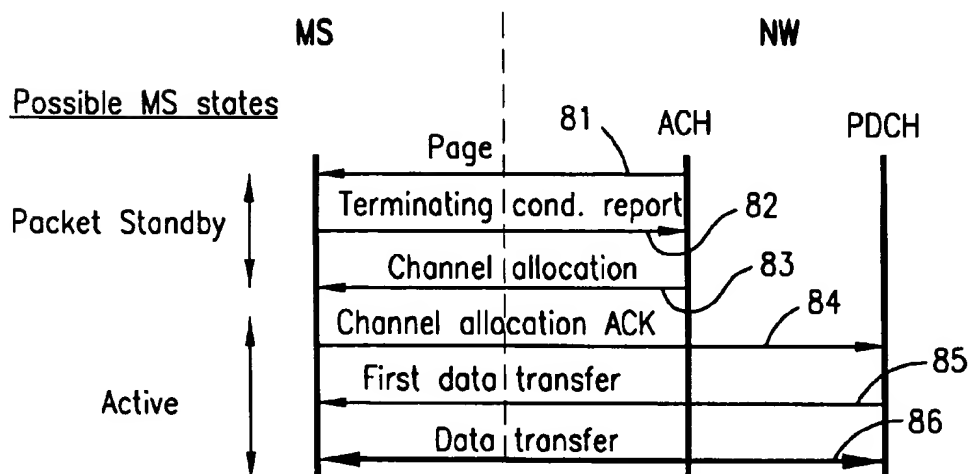 MS NW
Possible MS states
81 ACH PDCH
Page
Terminating cond. report 82
Packet Standby
Channel allocation 83
Channel allocation ACK 84
First data transfer 85
Active
Data transfer 86